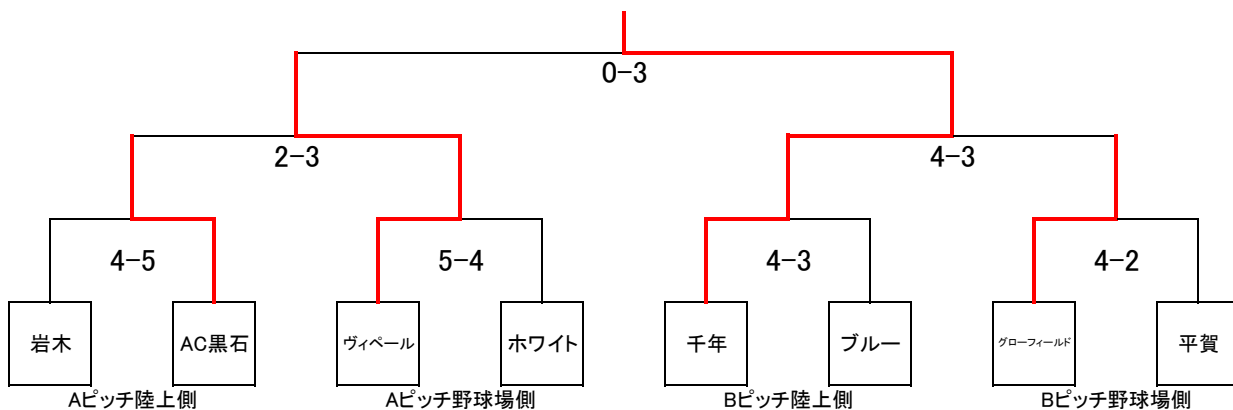 0-3
2-3
4-3
4-5
5-4
4-3
4-2
岩木
AC黒石
ヴィペール
ホワイト
千年
ブルー
グローフィールド
平賀
Aピッチ陸上側
Aピッチ野球場側
Bピッチ陸上側
Bピッチ野球場側